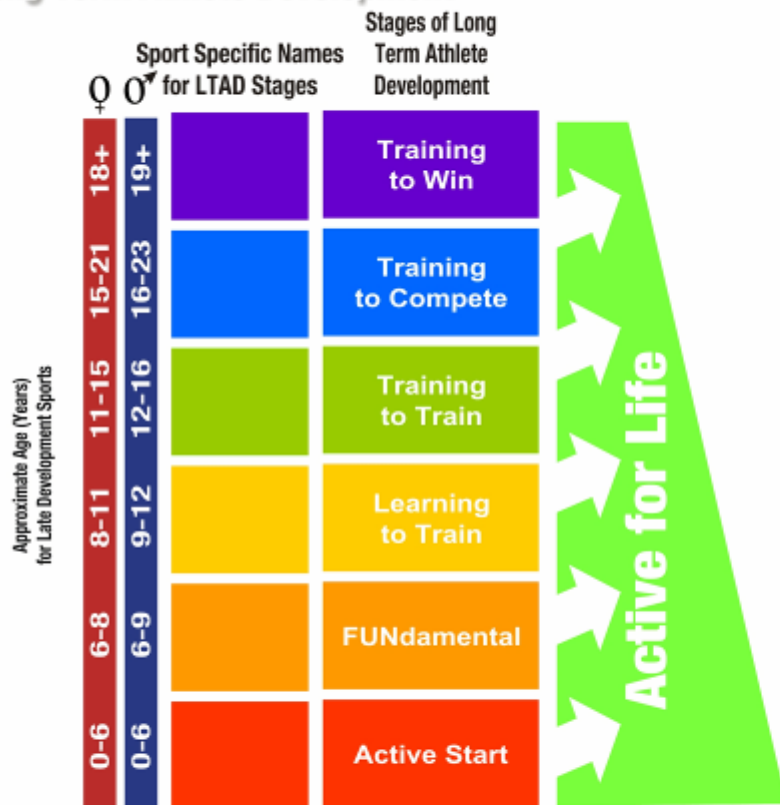 Stages of Long
Term Athlete
Development
Sport Specific Names
for LTAD Stages
♀ ♂
18+
19+
Training
to Win
15-21
16-23
Training
to Compete
11-15
12-16
Training
to Train
8-11
9-12
Learning
to Train
6-8
6-9
FUNdamental
0-6
0-6
Active Start
Approximate Age (Years)
for Late Development Sports
Active for Life